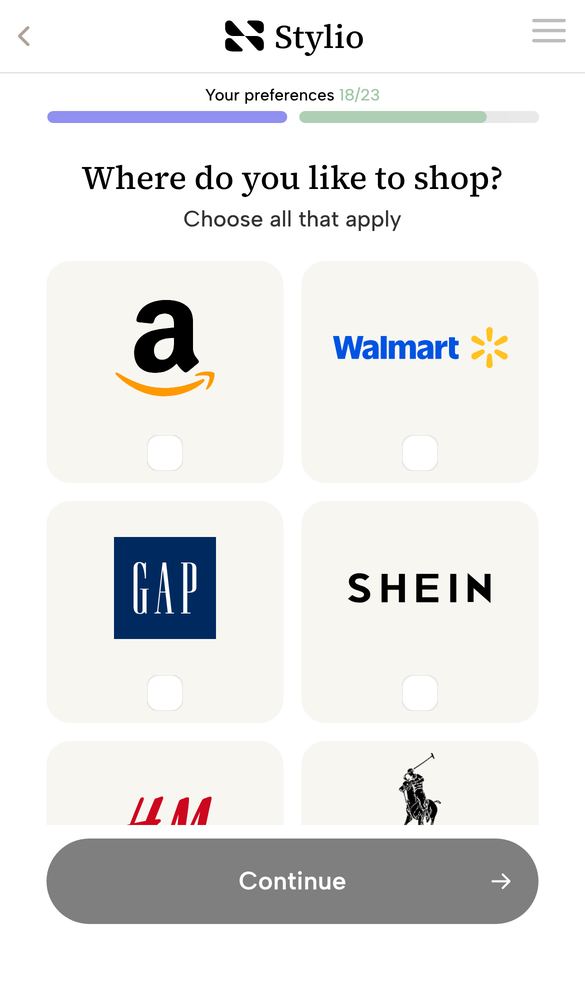 Stylio
Your preferences 18/23
Where do you like to shop?
Choose all that apply
a
Walmart
GAP
SHEIN
H&M
Continue